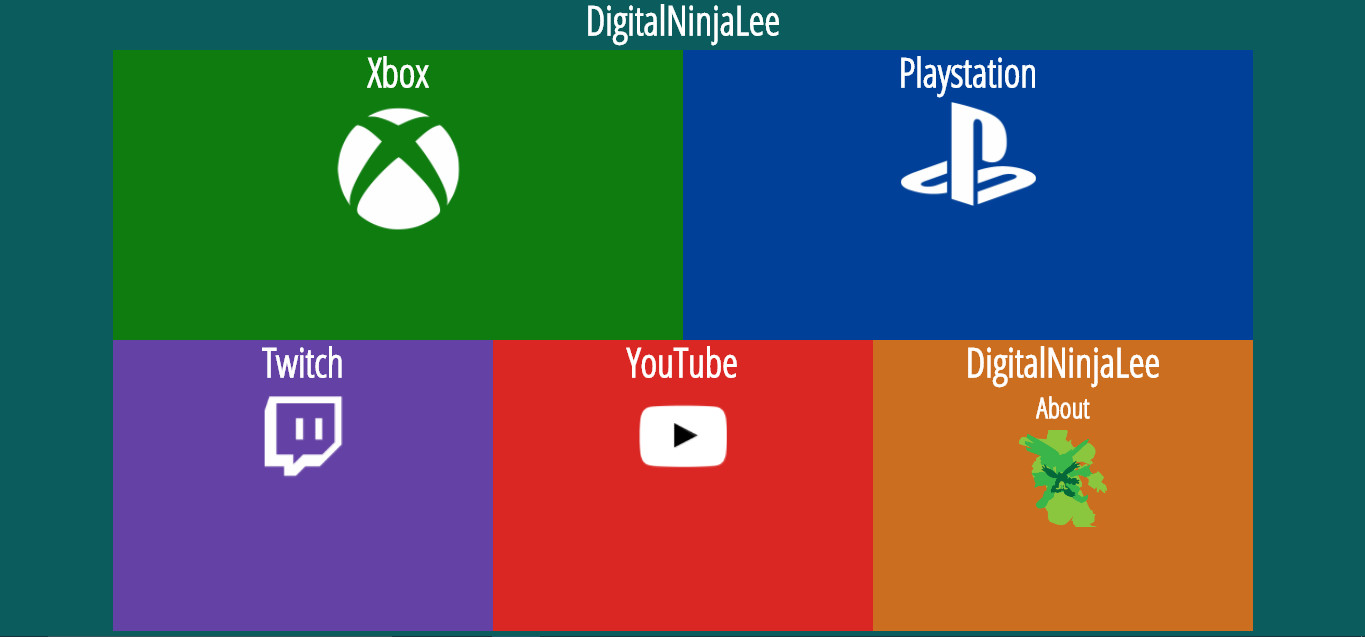 DigitalNinjaLee
Xbox
Playstation
Twitch
YouTube
DigitalNinjaLee
About